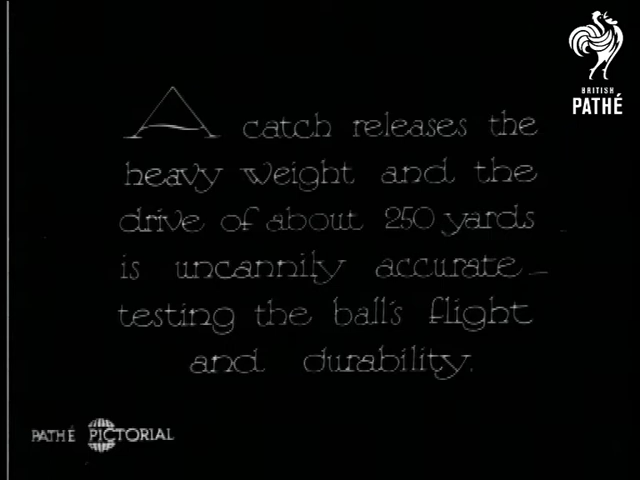 BRITISH
PATHÉ
A catch releases the
heavy weight and the
drive of about 250 yards
is uncannily accurate —
testing the ball's flight
and durability.
PATHÉ PICTORIAL